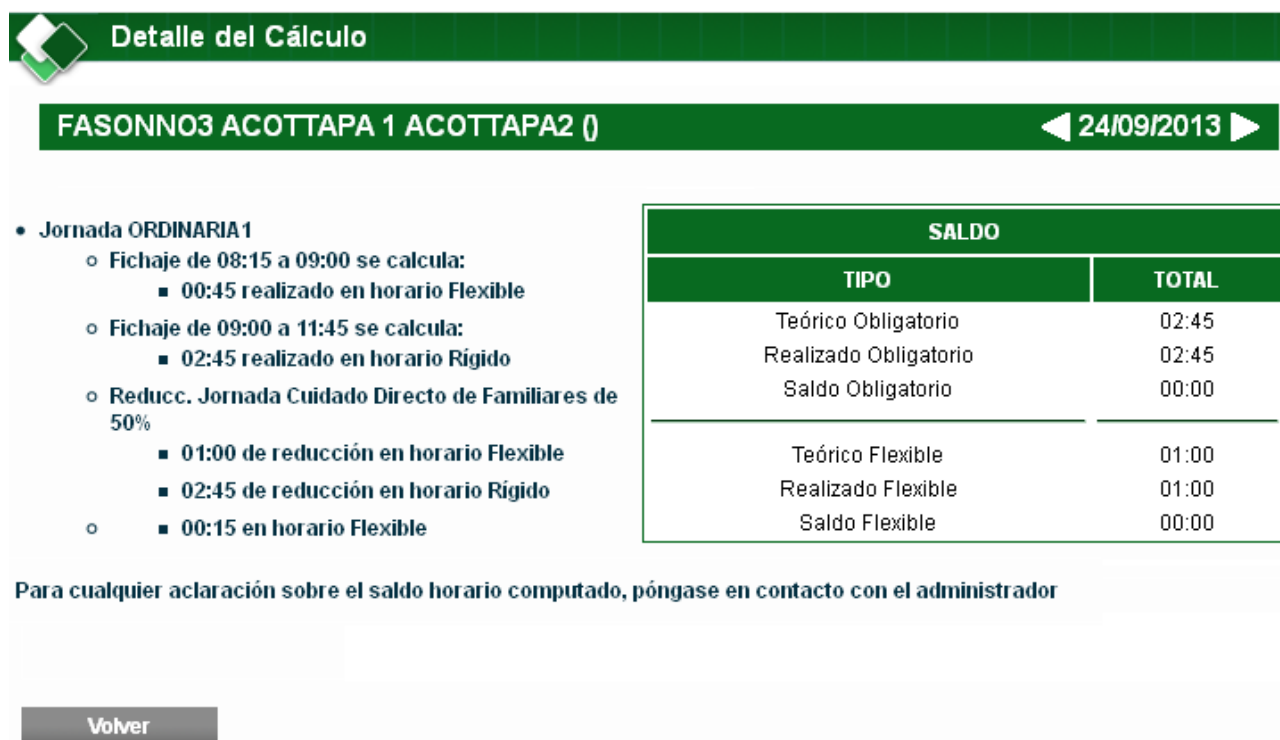 Detalle del Cálculo
FASONNO3 ACOTTAPA 1 ACOTTAPA2 ()
24/09/2013
Jornada ORDINARIA1
Fichaje de 08:15 a 09:00 se calcula:
00:45 realizado en horario Flexible
Fichaje de 09:00 a 11:45 se calcula:
02:45 realizado en horario Rígido
Reducc. Jornada Cuidado Directo de Familiares de
50%
01:00 de reducción en horario Flexible
02:45 de reducción en horario Rígido
00:15 en horario Flexible
SALDO
TIPO TOTAL
Teórico Obligatorio 02:45
Realizado Obligatorio 02:45
Saldo Obligatorio 00:00
Teórico Flexible 01:00
Realizado Flexible 01:00
Saldo Flexible 00:00
Para cualquier aclaración sobre el saldo horario computado, póngase en contacto con el administrador
Volver